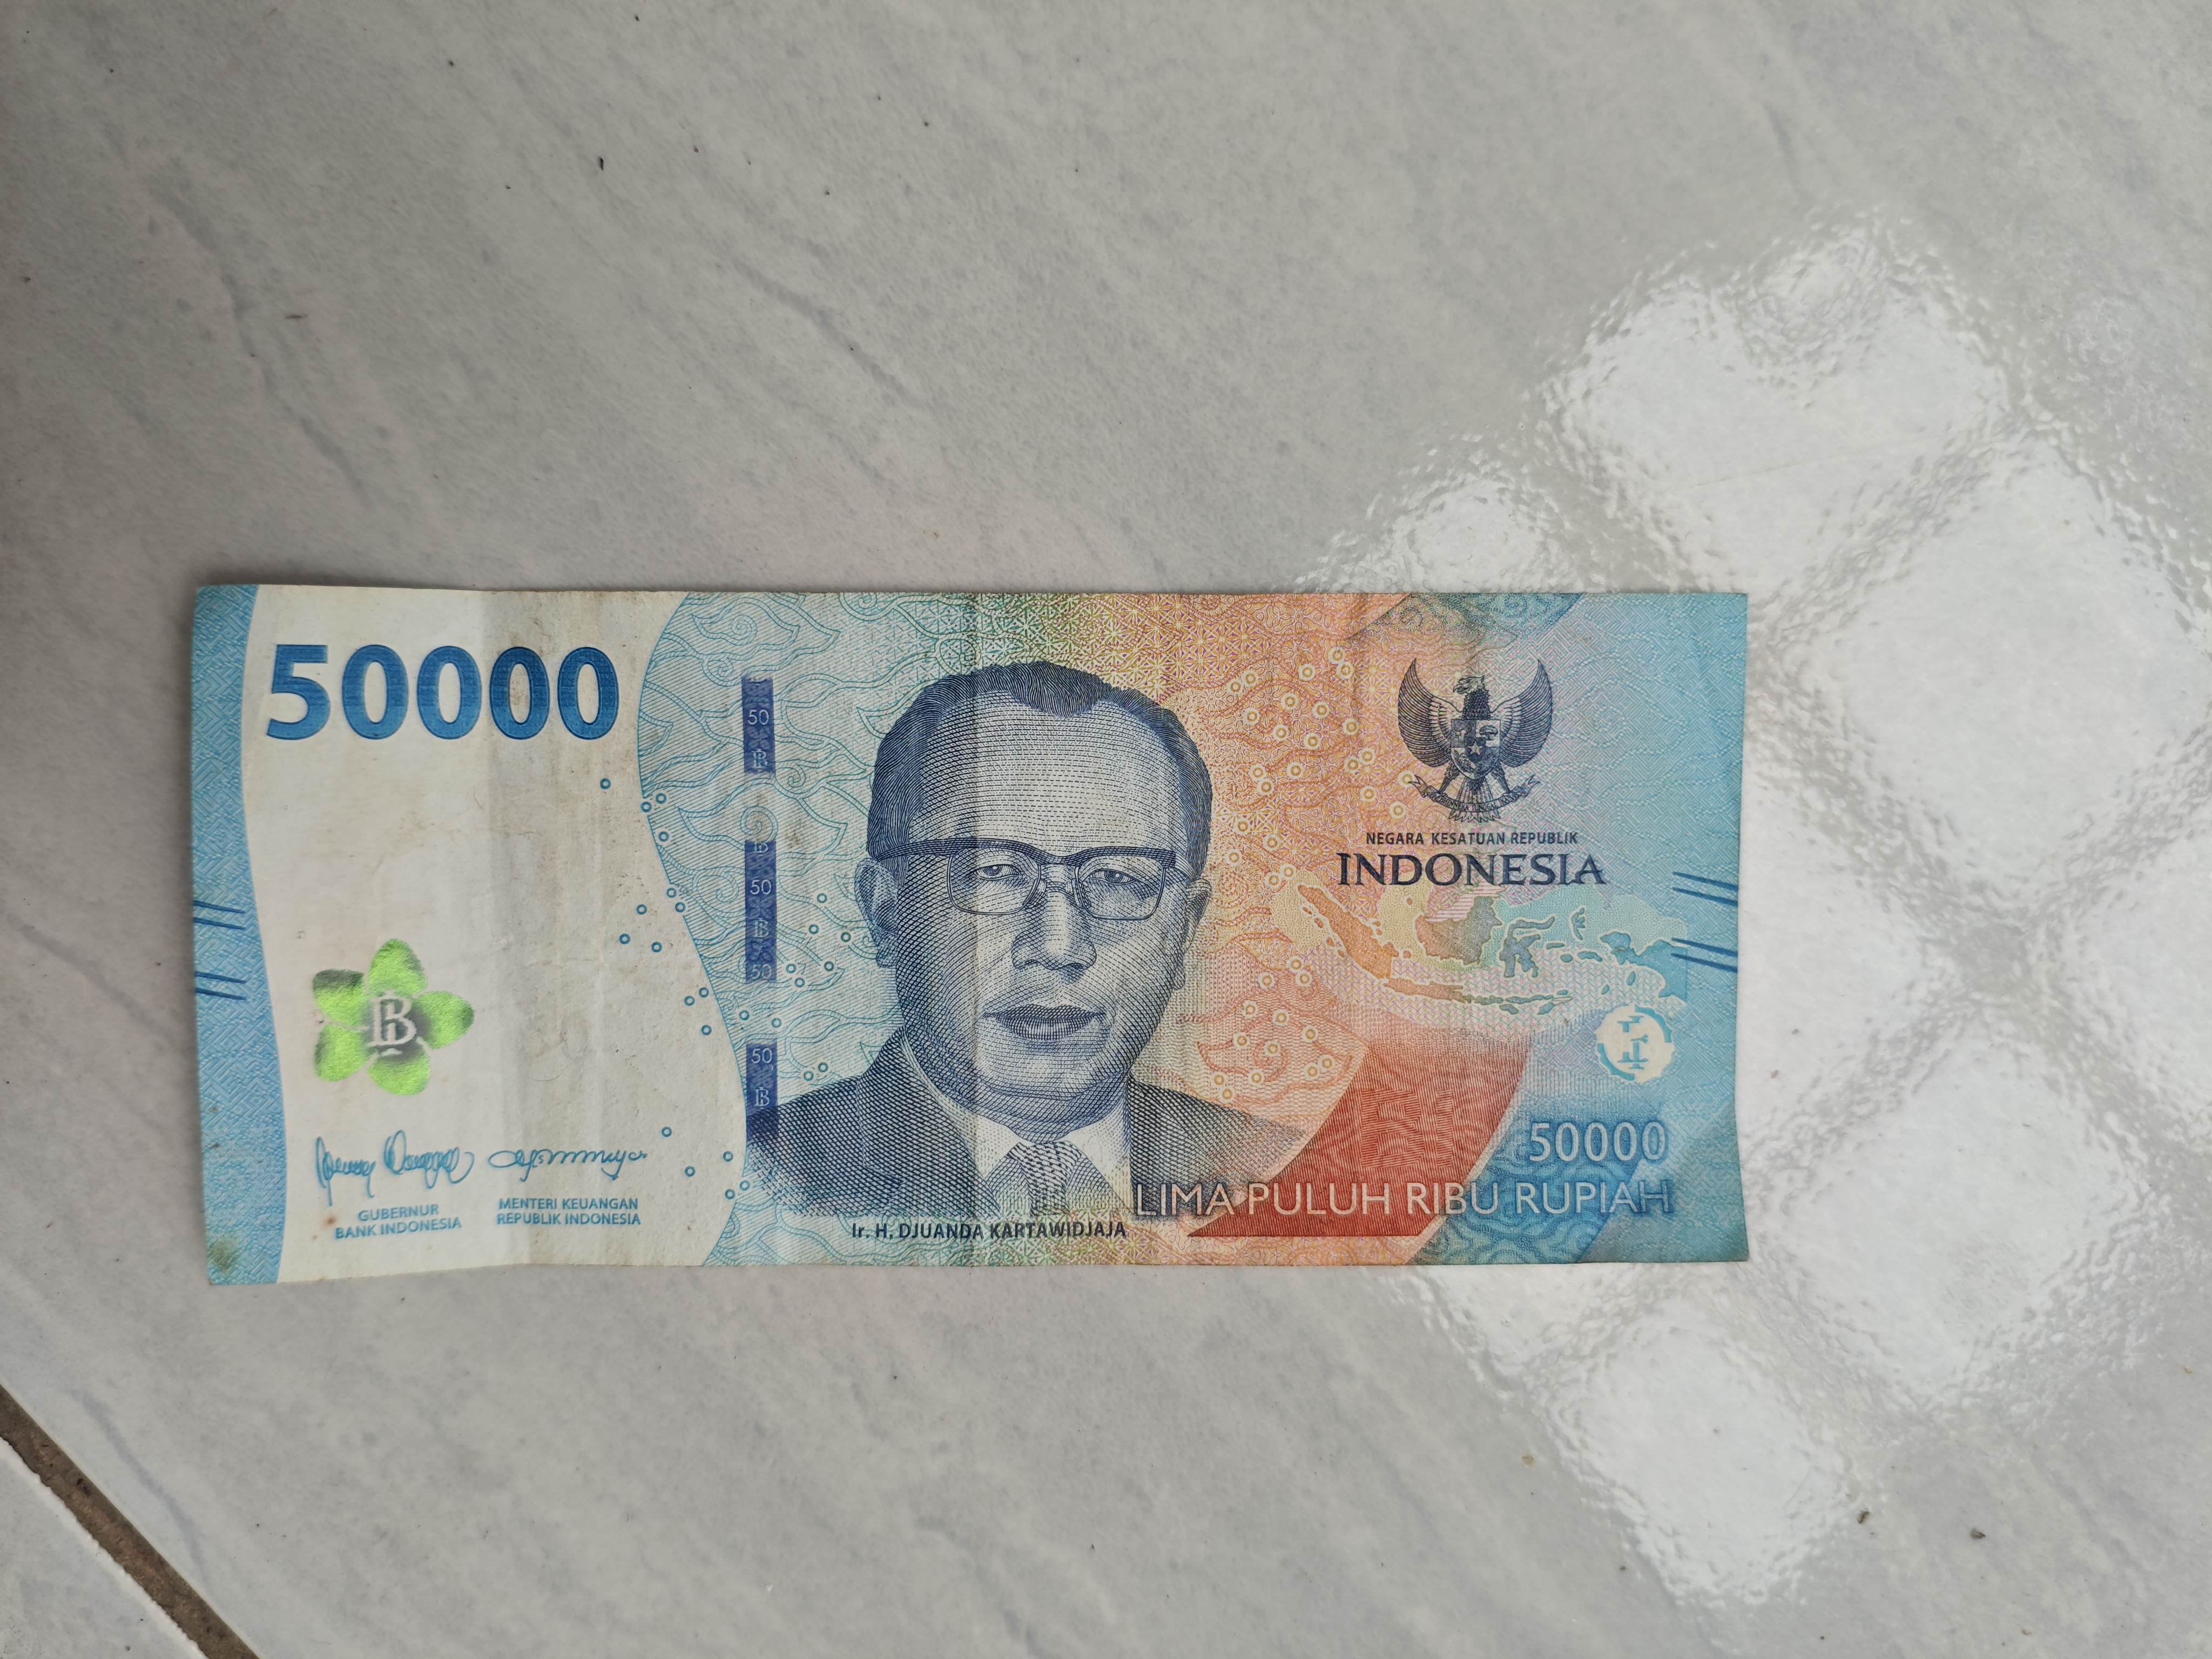 50000
50
50
50
50
B
NEGARA KESATUAN REPUBLIK
INDONESIA
GUBERNUR
BANK INDONESIA
MENTERI KEUANGAN
REPUBLIK INDONESIA
Ir. H. DJUANDA KARTAWIDJAJA
50000
LIMA PULUH RIBU RUPIAH